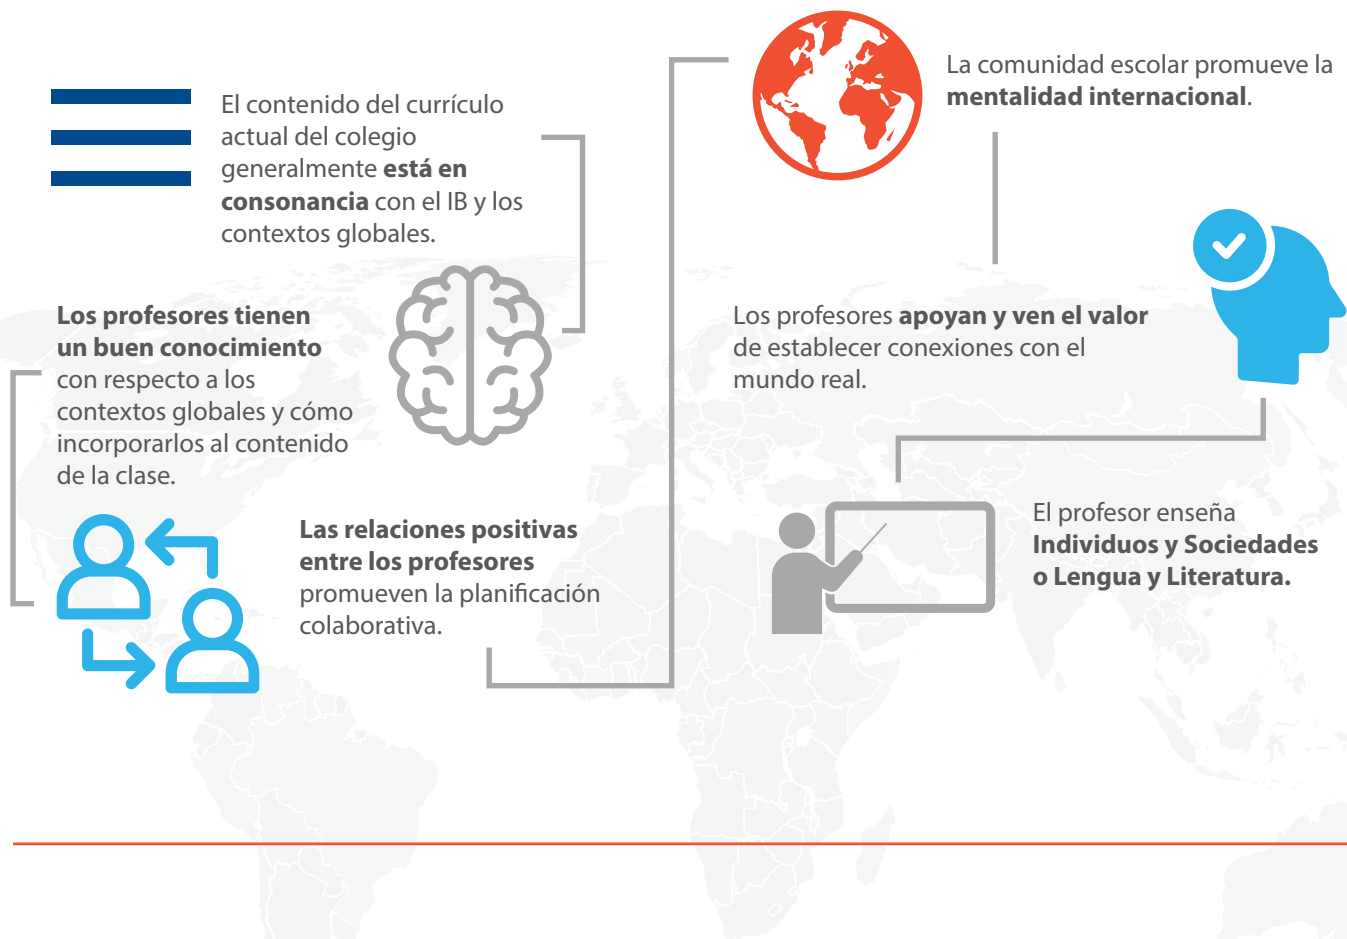 El contenido del currículo
actual del colegio
generalmente está en
consonancia con el IB y los
contextos globales.
Los profesores tienen
un buen conocimiento
con respecto a los
contextos globales y cómo
incorporarlos al contenido
de la clase.
Las relaciones positivas
entre los profesores
promueven la planificación
colaborativa.
La comunidad escolar promueve la
mentalidad internacional.
Los profesores apoyan y ven el valor
de establecer conexiones con el
mundo real.
El profesor enseña
Individuos y Sociedades
o Lengua y Literatura.